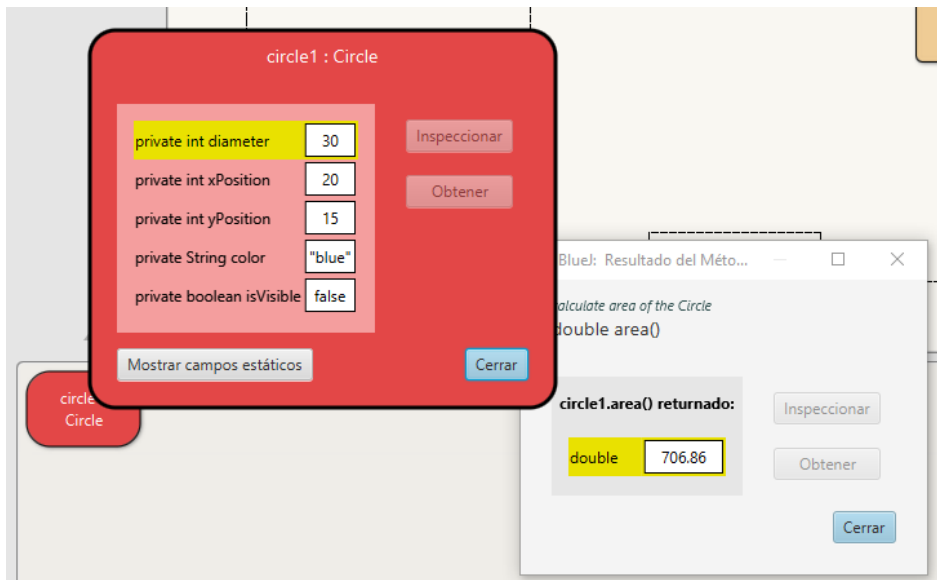 circle1 : Circle
private int diameter 30
private int xPosition 20
private int yPosition 15
private String color "blue"
private boolean isVisible false
Inspeccionar
Obtener
Mostrar campos estáticos
Cerrar
circle
Circle
BlueJ: Resultado del Méto...
alculate area of the Circle
double area()
circle1.area() returnado:
double 706.86
Inspeccionar
Obtener
Cerrar